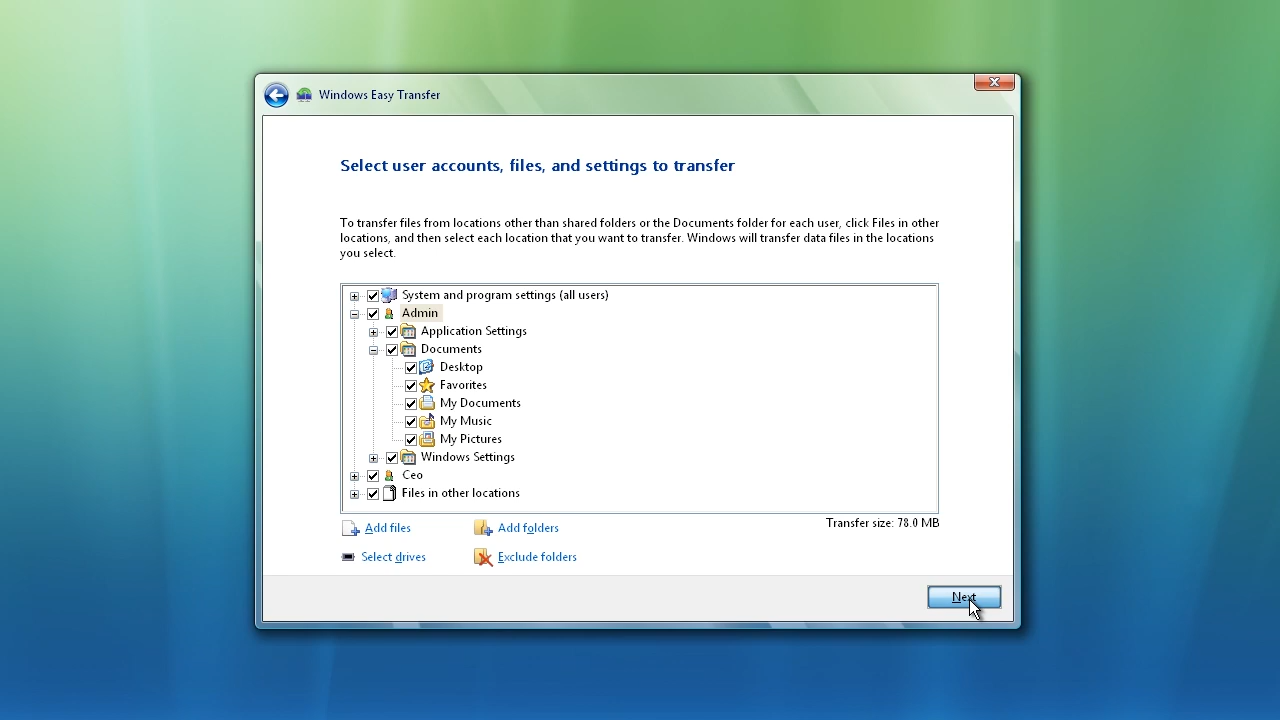 Windows Easy Transfer
Select user accounts, files, and settings to transfer
To transfer files from locations other than shared folders or the Documents folder for each user, click Files in other
locations, and then select each location that you want to transfer. Windows will transfer data files in the locations
you select.
System and program settings (all users)
Admin
Application Settings
Documents
Desktop
Favorites
My Documents
My Music
My Pictures
Windows Settings
Ceo
Files in other locations
Add files
Add folders
Transfer size: 78.0 MB
Select drives
Exclude folders
Next